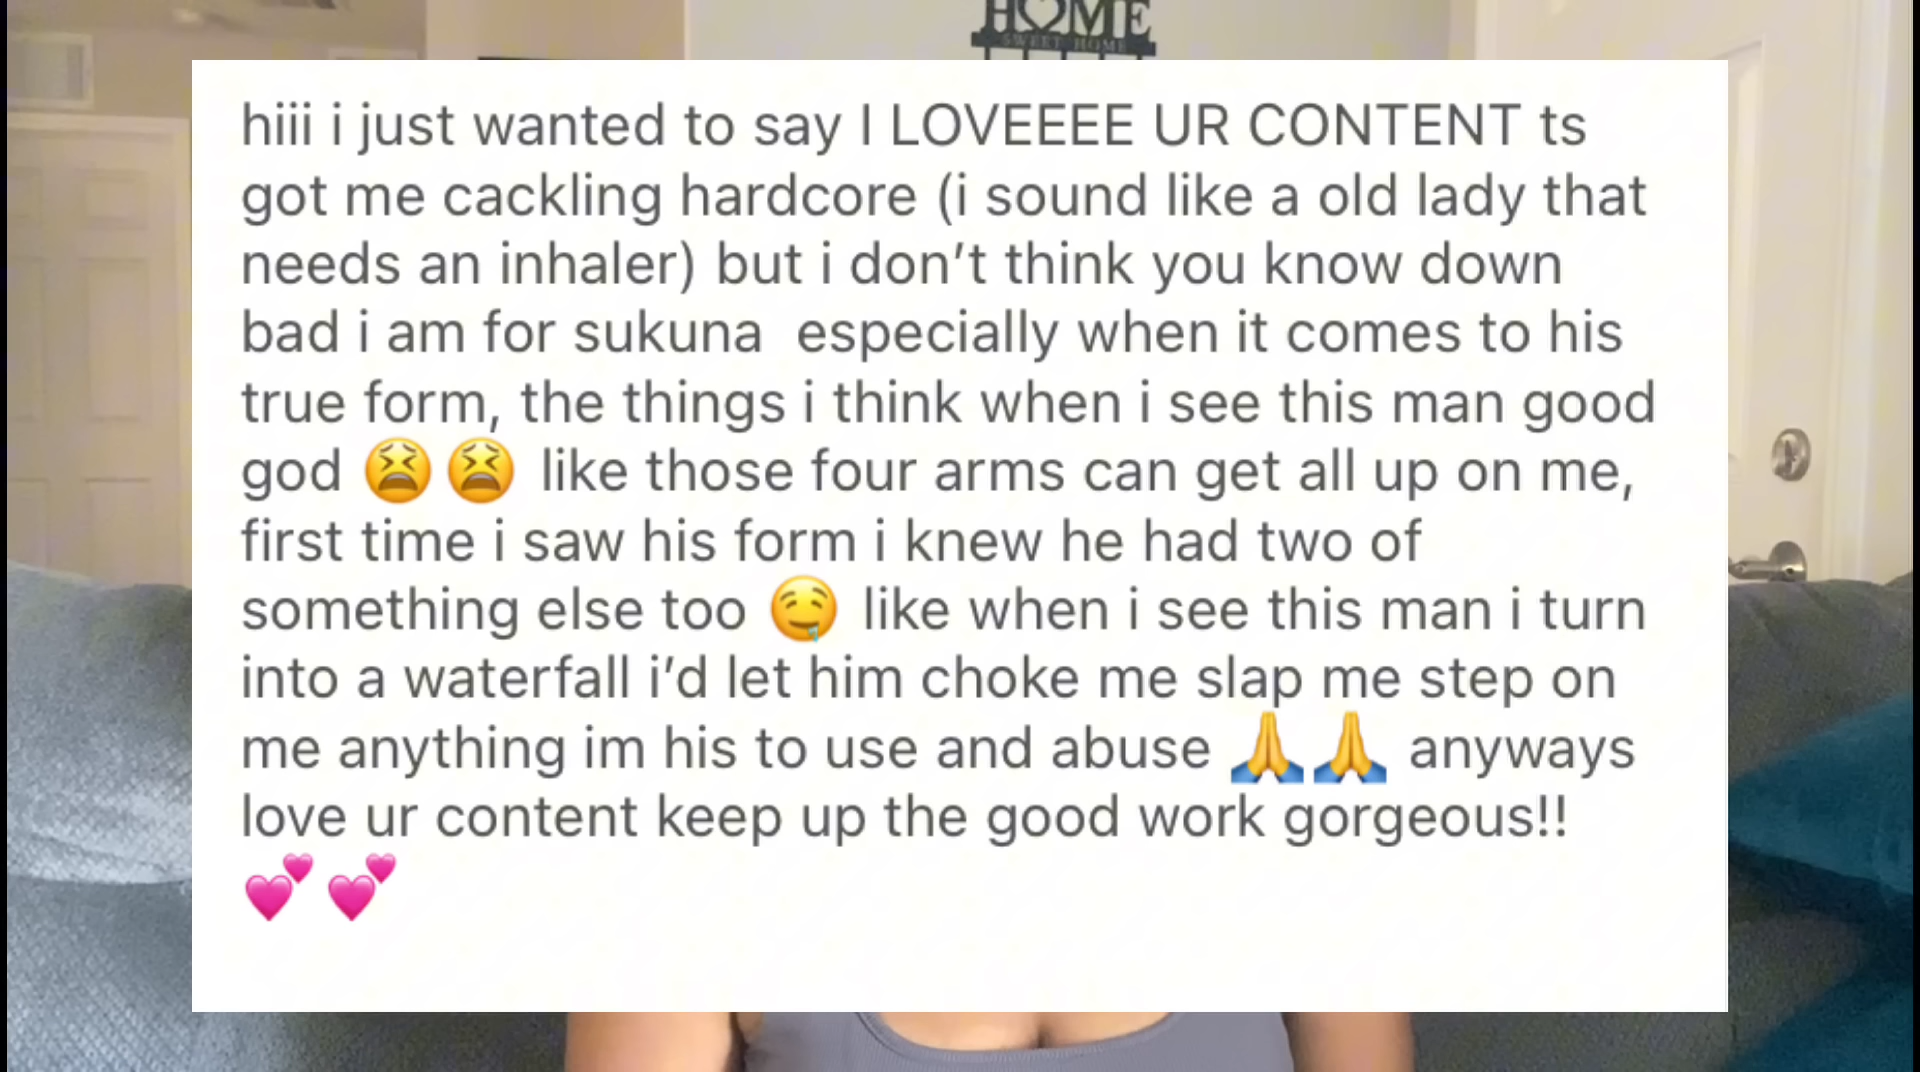 HOME
SWEET HOME
hiii i just wanted to say I LOVEEEE UR CONTENT ts
got me cackling hardcore (i sound like a old lady that
needs an inhaler) but i don’t think you know down
bad i am for sukuna  especially when it comes to his
true form, the things i think when i see this man good
god 😫😫 like those four arms can get all up on me,
first time i saw his form i knew he had two of
something else too 🤤 like when i see this man i turn
into a waterfall i’d let him choke me slap me step on
me anything im his to use and abuse 🙏🙏 anyways
love ur content keep up the good work gorgeous!!
💕💕